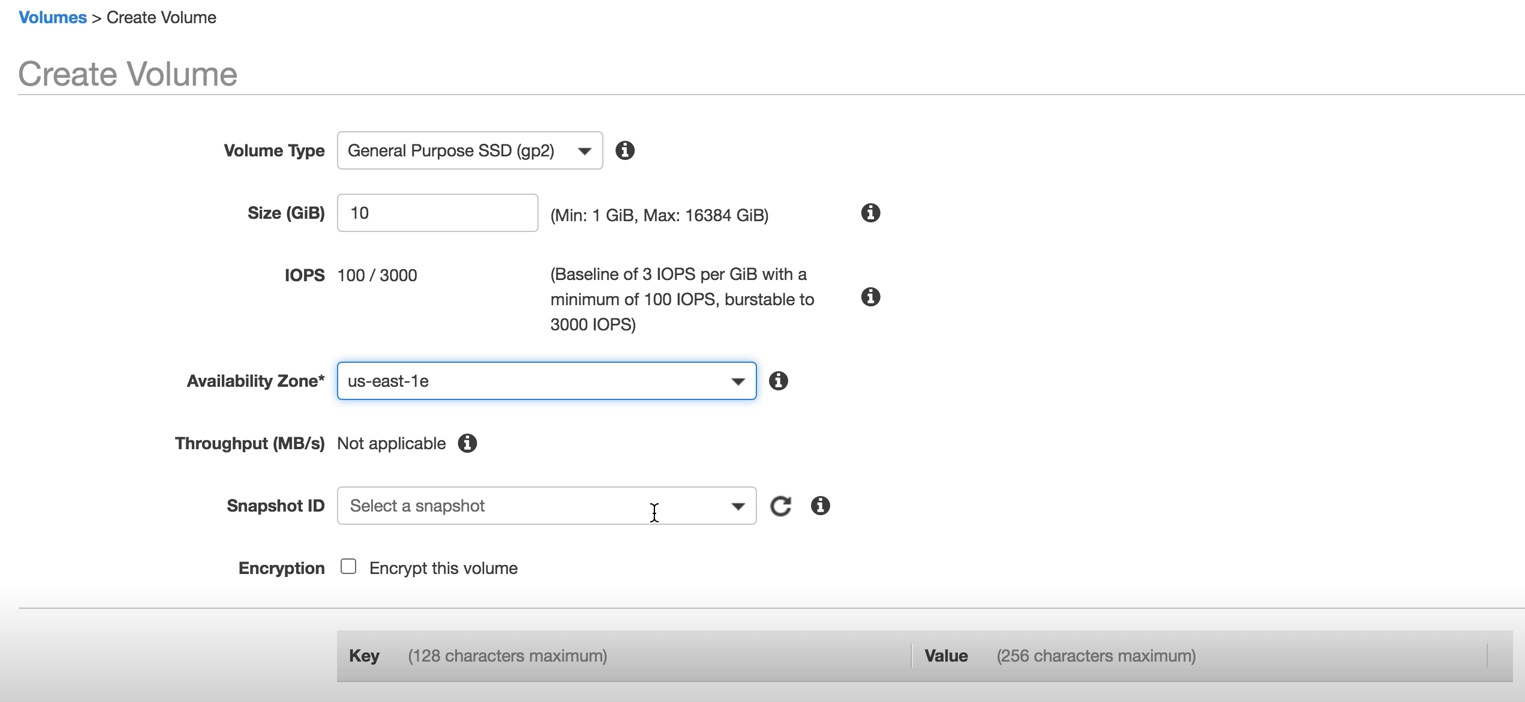 Volumes > Create Volume
Create Volume
Volume Type General Purpose SSD (gp2)
Size (GiB) 10 (Min: 1 GiB, Max: 16384 GiB)
IOPS 100 / 3000 (Baseline of 3 IOPS per GiB with a
minimum of 100 IOPS, burstable to
3000 IOPS)
Availability Zone* us-east-1e
Throughput (MB/s) Not applicable
Snapshot ID Select a snapshot
Encryption Encrypt this volume
Key (128 characters maximum) Value (256 characters maximum)